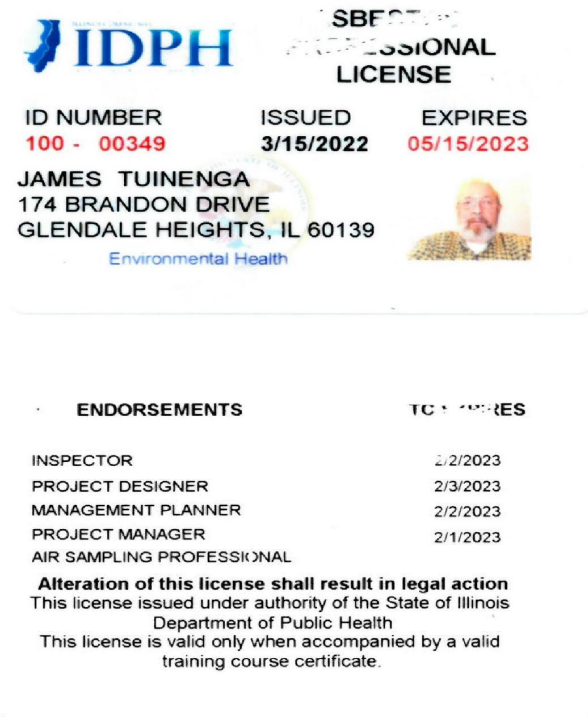 IDPH
LICENSE
ID NUMBER ISSUED EXPIRES
100 - 00349 3/15/2022 05/15/2023
JAMES TUINENGA
174 BRANDON DRIVE
GLENDALE HEIGHTS, IL 60139
Environmental Health
ENDORSEMENTS
INSPECTOR 2/2/2023
PROJECT DESIGNER 2/3/2023
MANAGEMENT PLANNER 2/2/2023
PROJECT MANAGER 2/1/2023
AIR SAMPLING PROFESSIONAL
Alteration of this license shall result in legal action
This license issued under authority of the State of Illinois
Department of Public Health
This license is valid only when accompanied by a valid
training course certificate.